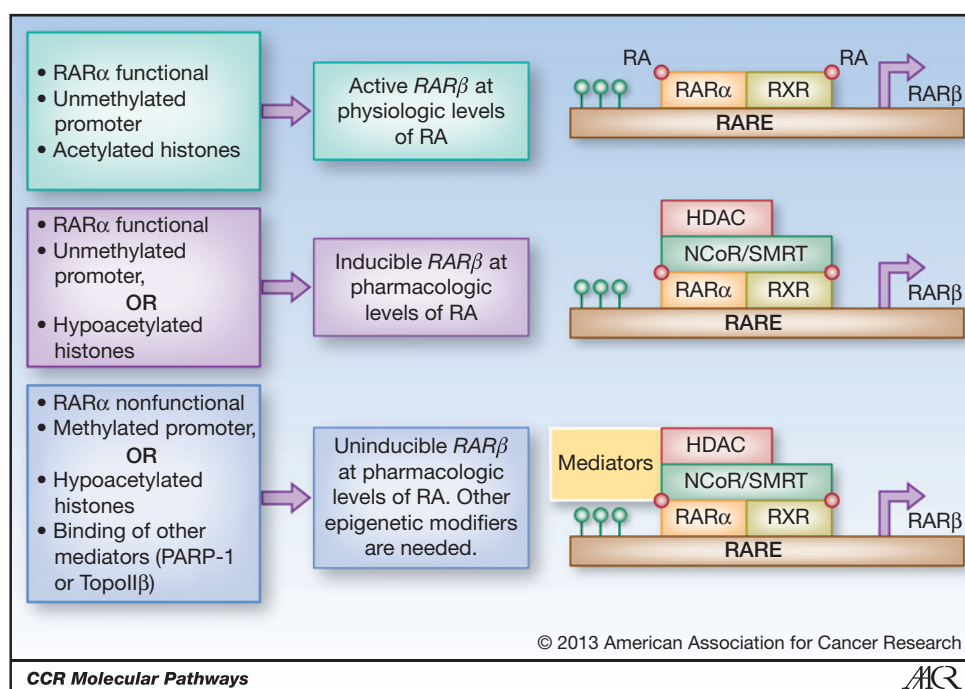 • RARα functional
• Unmethylated
promoter
• Acetylated histones
Active RARβ at
physiologic levels
of RA
RA
RA
RARα
RXR
RARβ
RARE
• RARα functional
• Unmethylated
promoter,
OR
• Hypoacetylated
histones
Inducible RARβ at
pharmacologic
levels of RA
HDAC
NCoR/SMRT
RARα
RXR
RARβ
RARE
• RARα nonfunctional
• Methylated promoter,
OR
• Hypoacetylated
histones
• Binding of other
mediators (PARP-1
or TopoIIβ)
Uninducible RARβ
at pharmacologic
levels of RA. Other
epigenetic modifiers
are needed.
Mediators
HDAC
NCoR/SMRT
RARα
RXR
RARβ
RARE
© 2013 American Association for Cancer Research
CCR Molecular Pathways
AACR